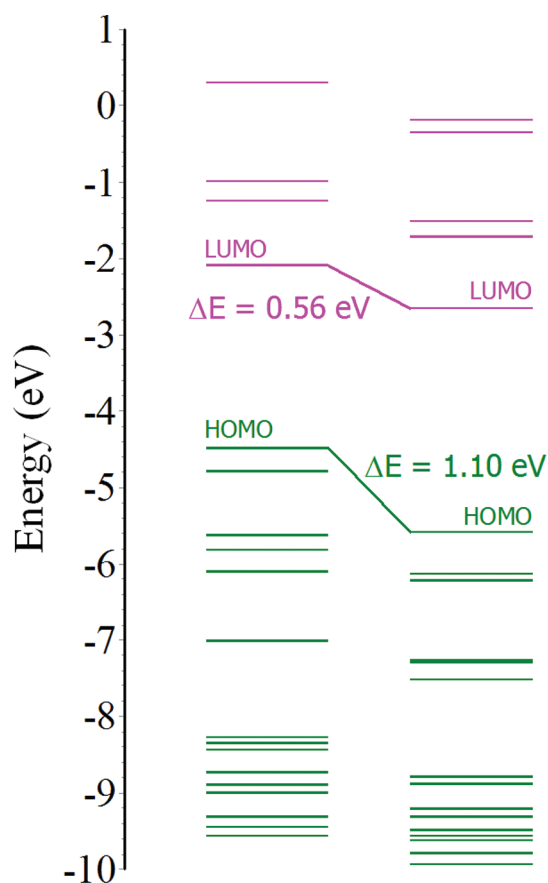 1
0
-1
-2
-3
-4
-5
-6
-7
-8
-9
-10
Energy (eV)
LUMO
LUMO
ΔE = 0.56 eV
HOMO
ΔE = 1.10 eV
HOMO